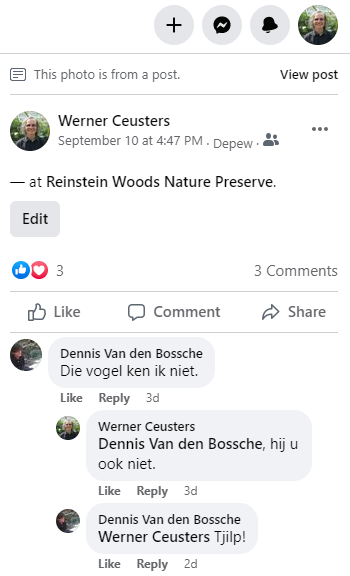 This photo is from a post.
View post
Werner Ceusters
September 10 at 4:47 PM · Depew ·
— at Reinstein Woods Nature Preserve.
Edit
3
3 Comments
Like
Comment
Share
Dennis Van den Bossche
Die vogel ken ik niet.
Like Reply 3d
Werner Ceusters
Dennis Van den Bossche, hij u
ook niet.
Like Reply 3d
Dennis Van den Bossche
Werner Ceusters Tjilp!
Like Reply 2d